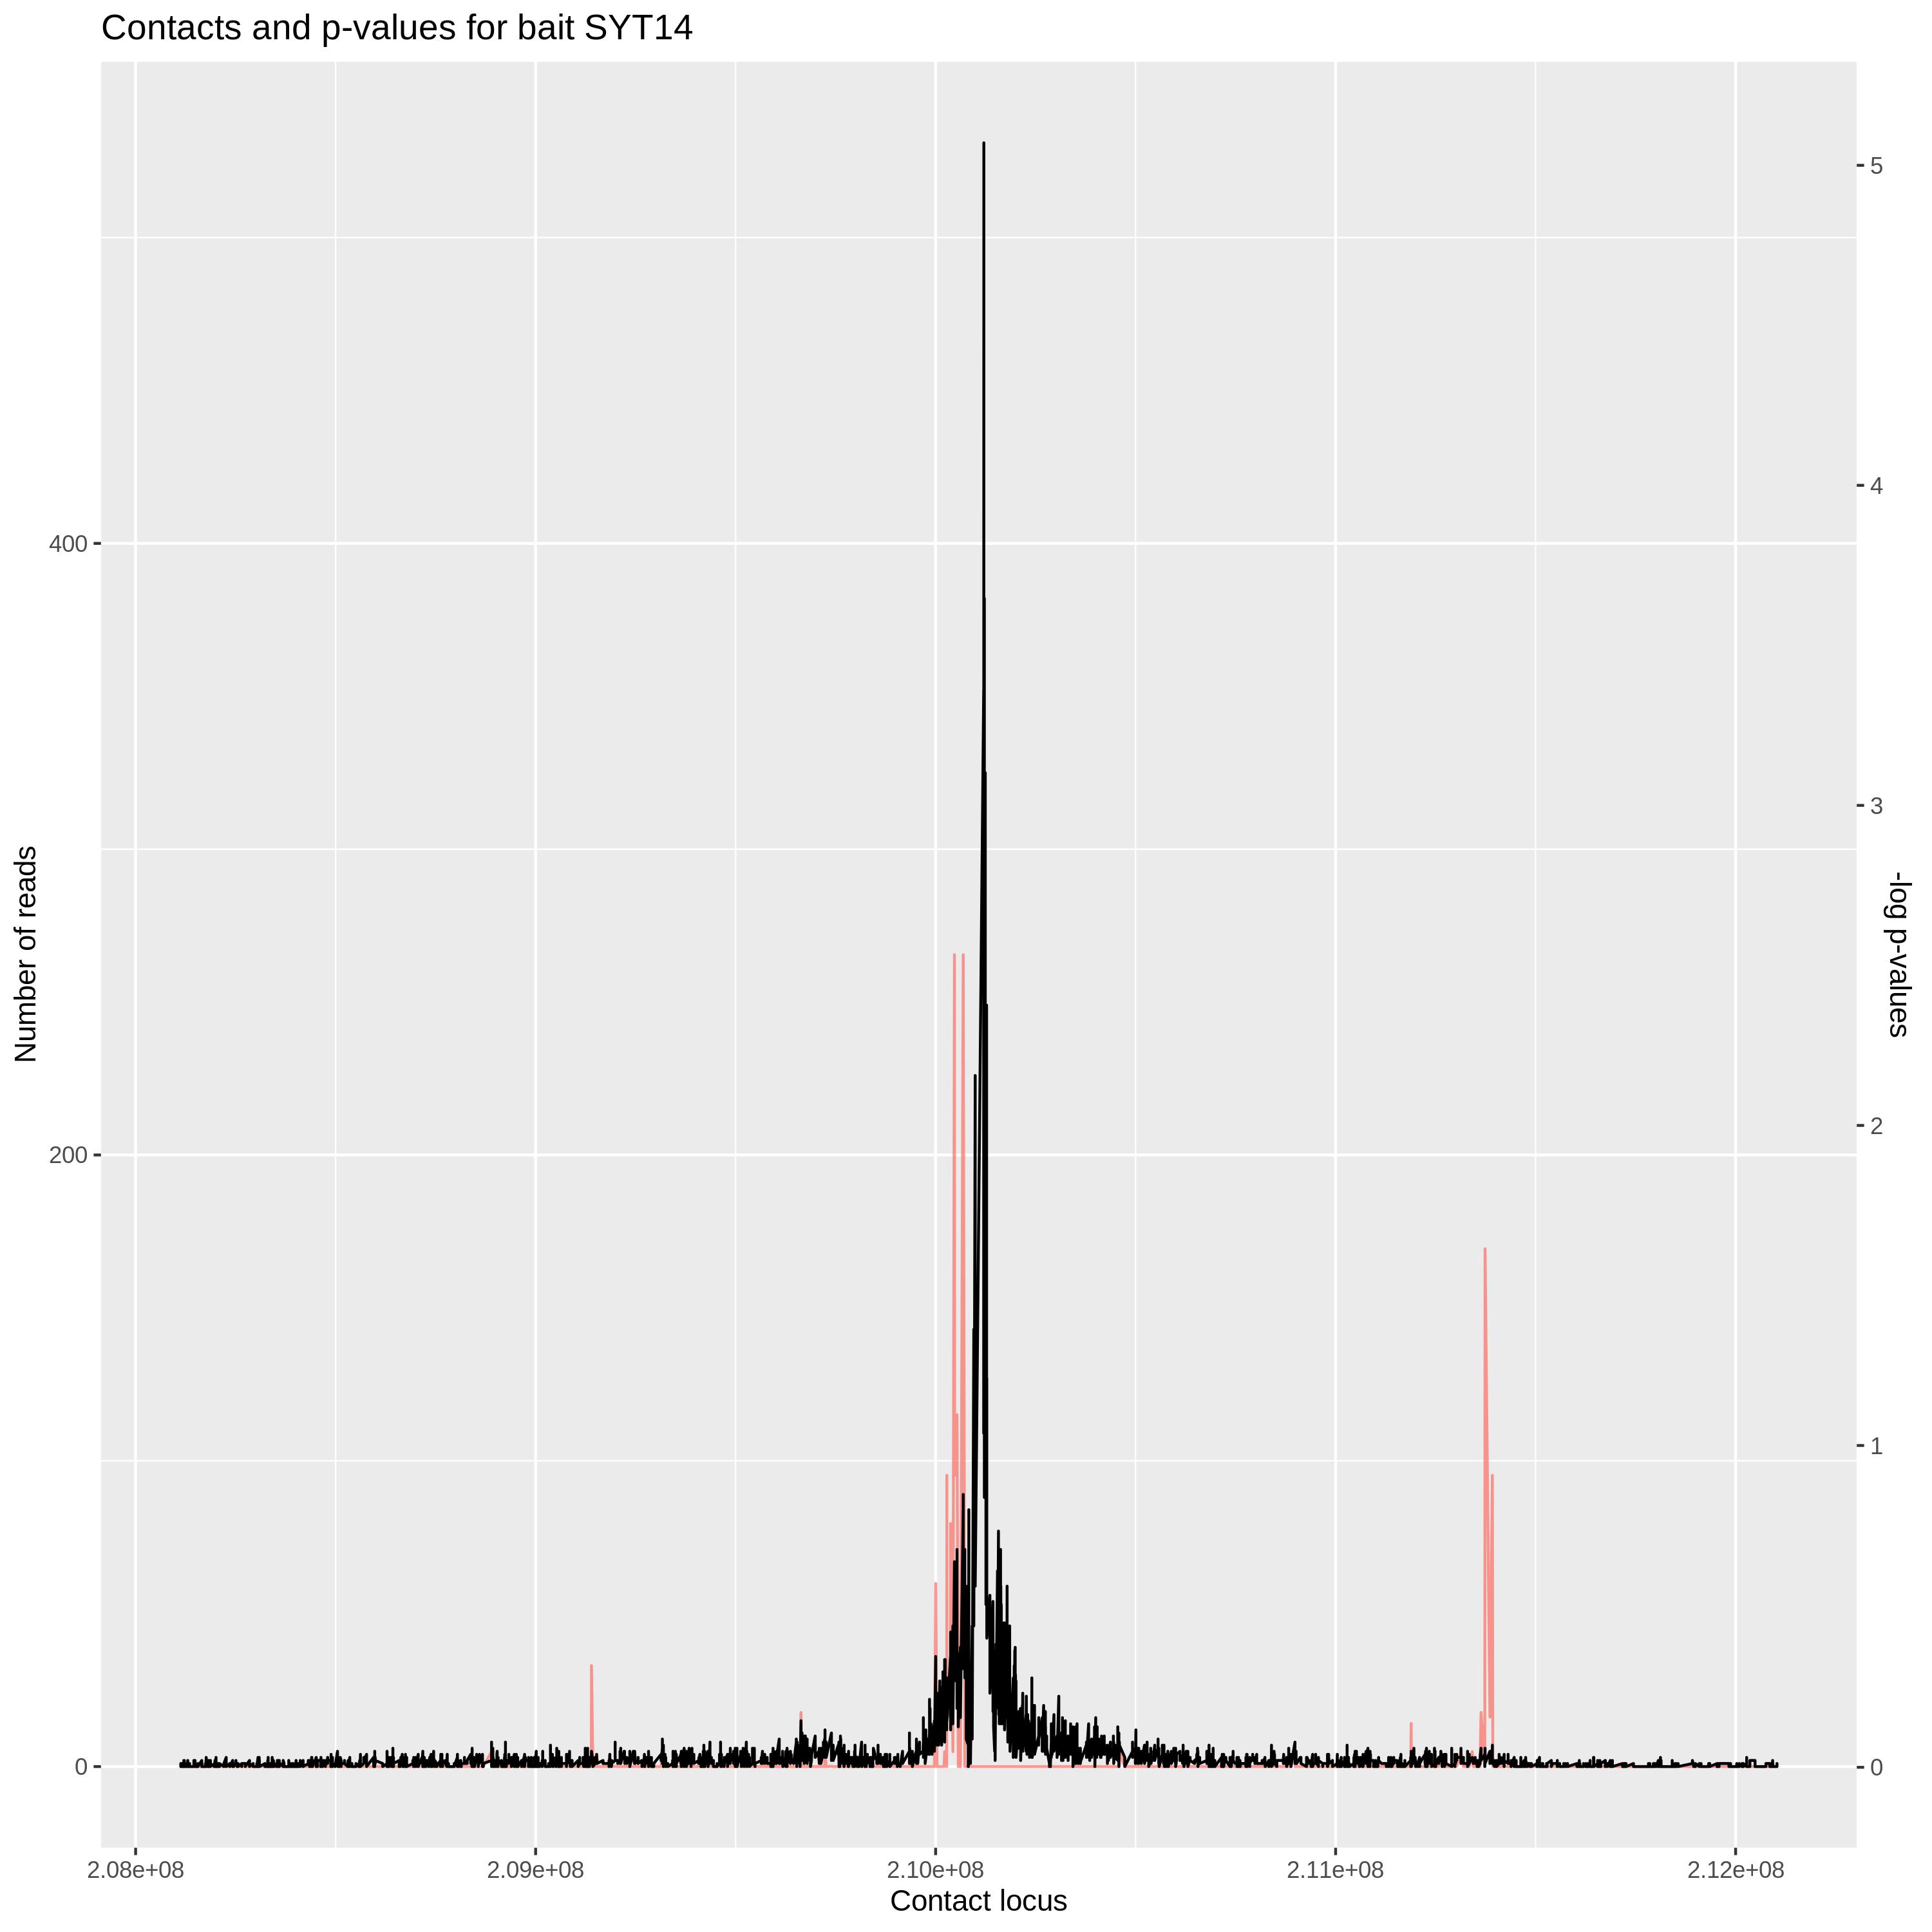 Contacts and p-values for bait SYT14
Number of reads
400
200
0
5
4
3
2
1
0
-log p-values
2.08e+08
2.09e+08
2.10e+08
2.11e+08
2.12e+08
Contact locus